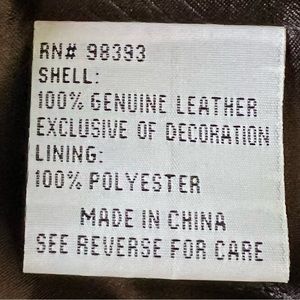 RN# 98393
SHELL:
100% GENUINE LEATHER
EXCLUSIVE OF DECORATION
LINING:
100% POLYESTER
MADE IN CHINA
SEE REVERSE FOR CARE